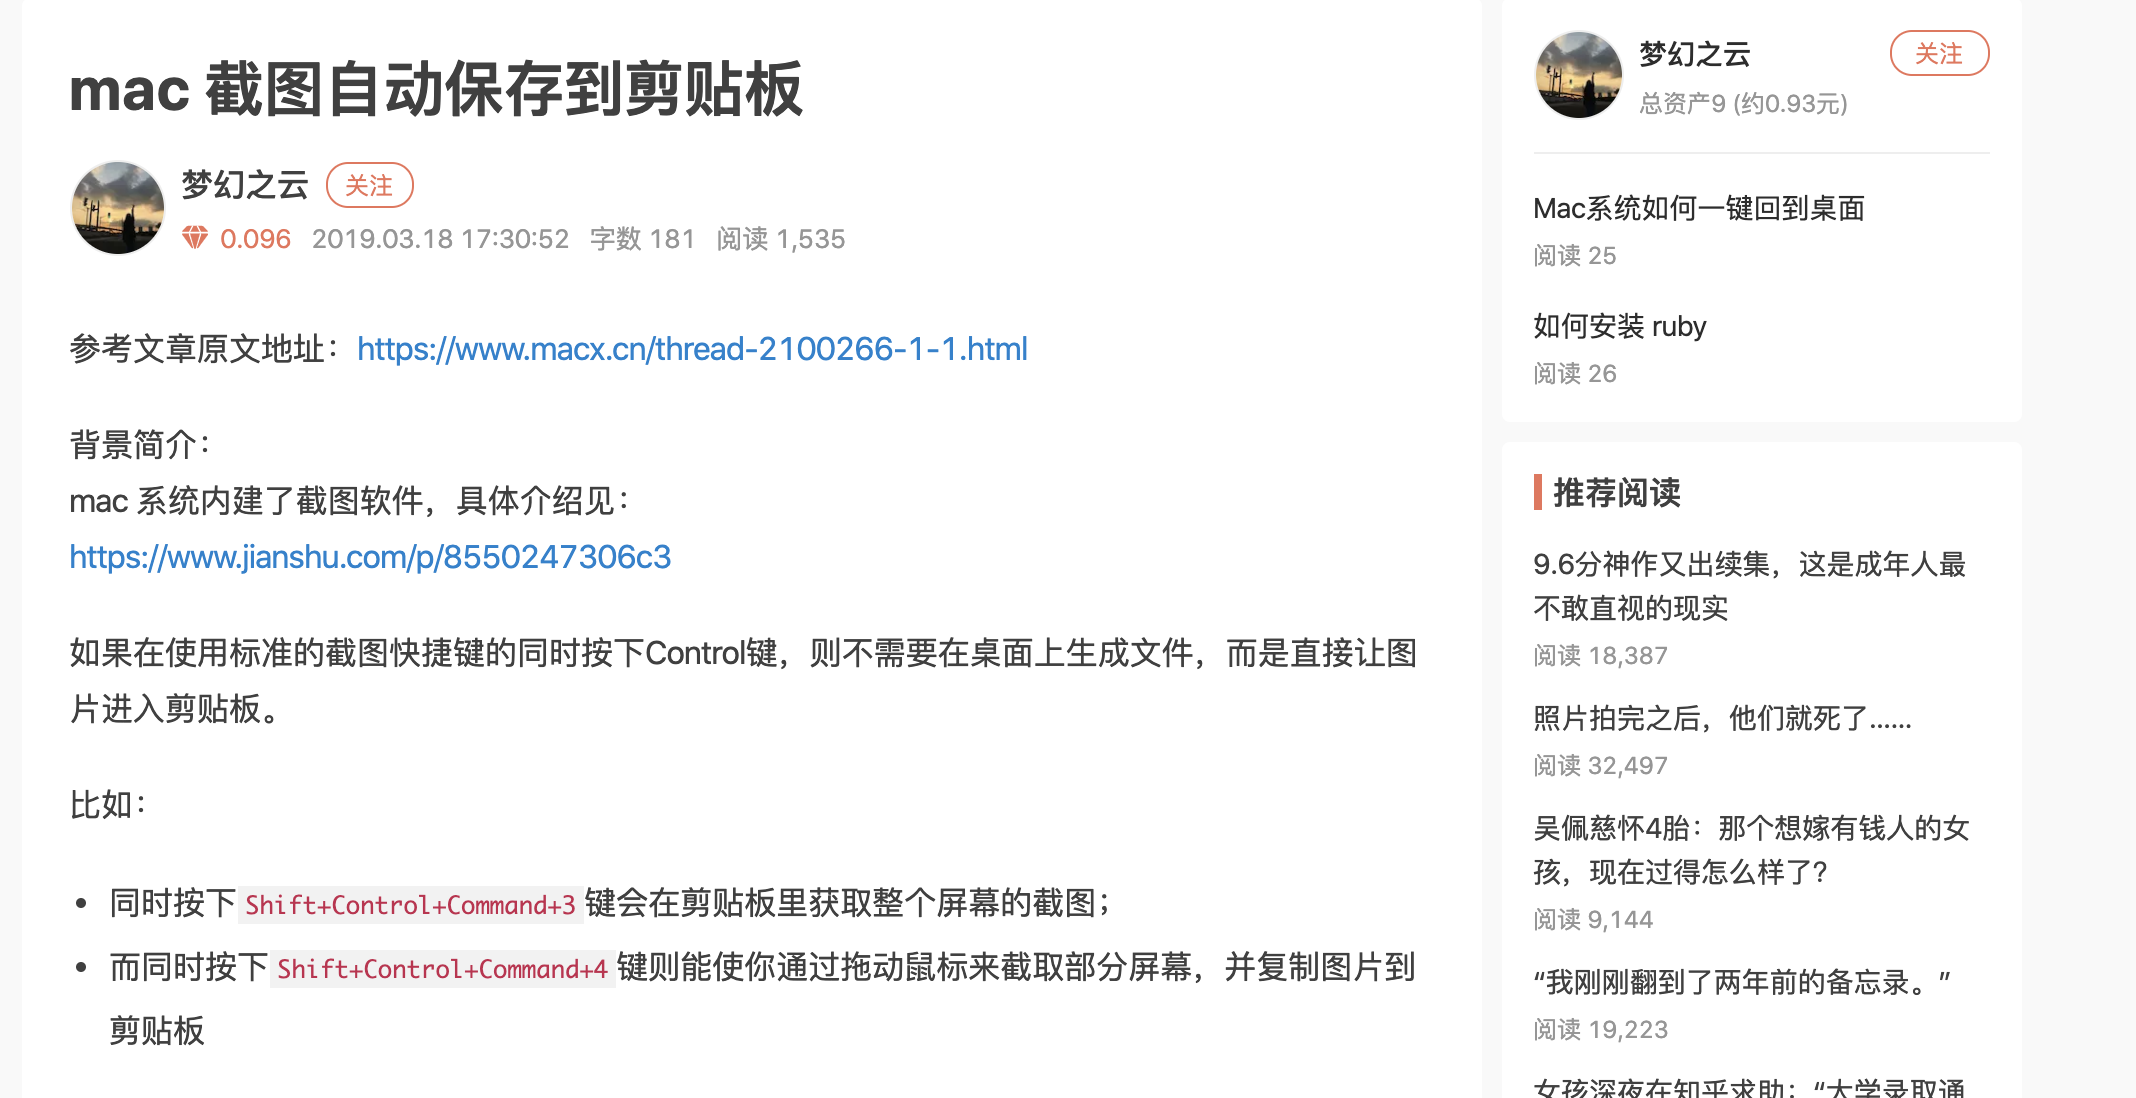 mac 截图自动保存到剪贴板
梦幻之云 关注
0.096 2019.03.18 17:30:52 字数 181 阅读 1,535
参考文章原文地址：https://www.macx.cn/thread-2100266-1-1.html
背景简介：
mac 系统内建了截图软件，具体介绍见：
https://www.jianshu.com/p/8550247306c3
如果在使用标准的截图快捷键的同时按下Control键，则不需要在桌面上生成文件，而是直接让图
片进入剪贴板。
比如：
• 同时按下 Shift+Control+Command+3 键会在剪贴板里获取整个屏幕的截图；
• 而同时按下 Shift+Control+Command+4 键则能使你通过拖动鼠标来截取部分屏幕，并复制图片到
剪贴板
梦幻之云 关注
总资产9 (约0.93元)
Mac系统如何一键回到桌面
阅读 25
如何安装 ruby
阅读 26
推荐阅读
9.6分神作又出续集，这是成年人最
不敢直视的现实
阅读 18,387
照片拍完之后，他们就死了……
阅读 32,497
吴佩慈怀4胎：那个想嫁有钱人的女
孩，现在过得怎么样了？
阅读 9,144
“我刚刚翻到了两年前的备忘录。”
阅读 19,223
女孩深夜在知乎求助：“大学录取通